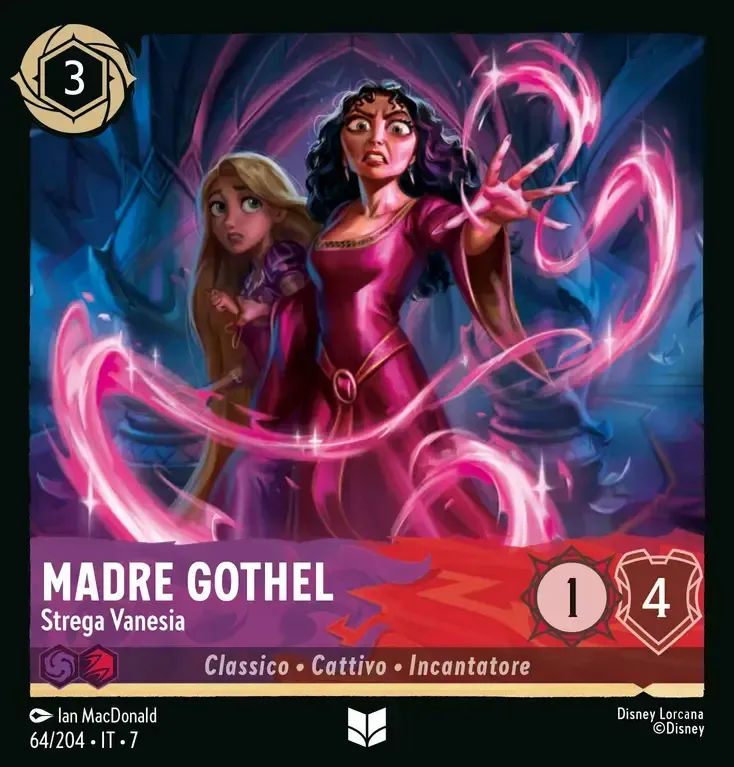 3
MADRE GOTHEL
Strega Vanesia
1
4
Classico • Cattivo • Incantatore
Ian MacDonald
64/204 • IT • 7
Disney Lorcana
©Disney